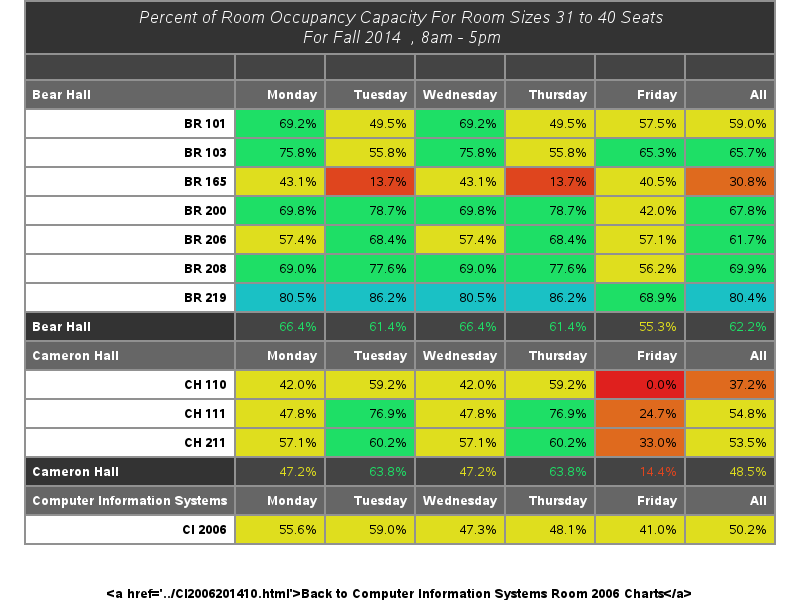 Percent of Room Occupancy Capacity For Room Sizes 31 to 40 Seats
For Fall 2014 , 8am - 5pm
Bear Hall Monday Tuesday Wednesday Thursday Friday All
BR 101 69.2% 49.5% 69.2% 49.5% 57.5% 59.0%
BR 103 75.8% 55.8% 75.8% 55.8% 65.3% 65.7%
BR 165 43.1% 13.7% 43.1% 13.7% 40.5% 30.8%
BR 200 69.8% 78.7% 69.8% 78.7% 42.0% 67.8%
BR 206 57.4% 68.4% 57.4% 68.4% 57.1% 61.7%
BR 208 69.0% 77.6% 69.0% 77.6% 56.2% 69.9%
BR 219 80.5% 86.2% 80.5% 86.2% 68.9% 80.4%
Bear Hall 66.4% 61.4% 66.4% 61.4% 55.3% 62.2%
Cameron Hall Monday Tuesday Wednesday Thursday Friday All
CH 110 42.0% 59.2% 42.0% 59.2% 0.0% 37.2%
CH 111 47.8% 76.9% 47.8% 76.9% 24.7% 54.8%
CH 211 57.1% 60.2% 57.1% 60.2% 33.0% 53.5%
Cameron Hall 47.2% 63.8% 47.2% 63.8% 14.4% 48.5%
Computer Information Systems Monday Tuesday Wednesday Thursday Friday All
CI 2006 55.6% 59.0% 47.3% 48.1% 41.0% 50.2%
<a href='../CI2006201410.html'>Back to Computer Information Systems Room 2006 Charts</a>